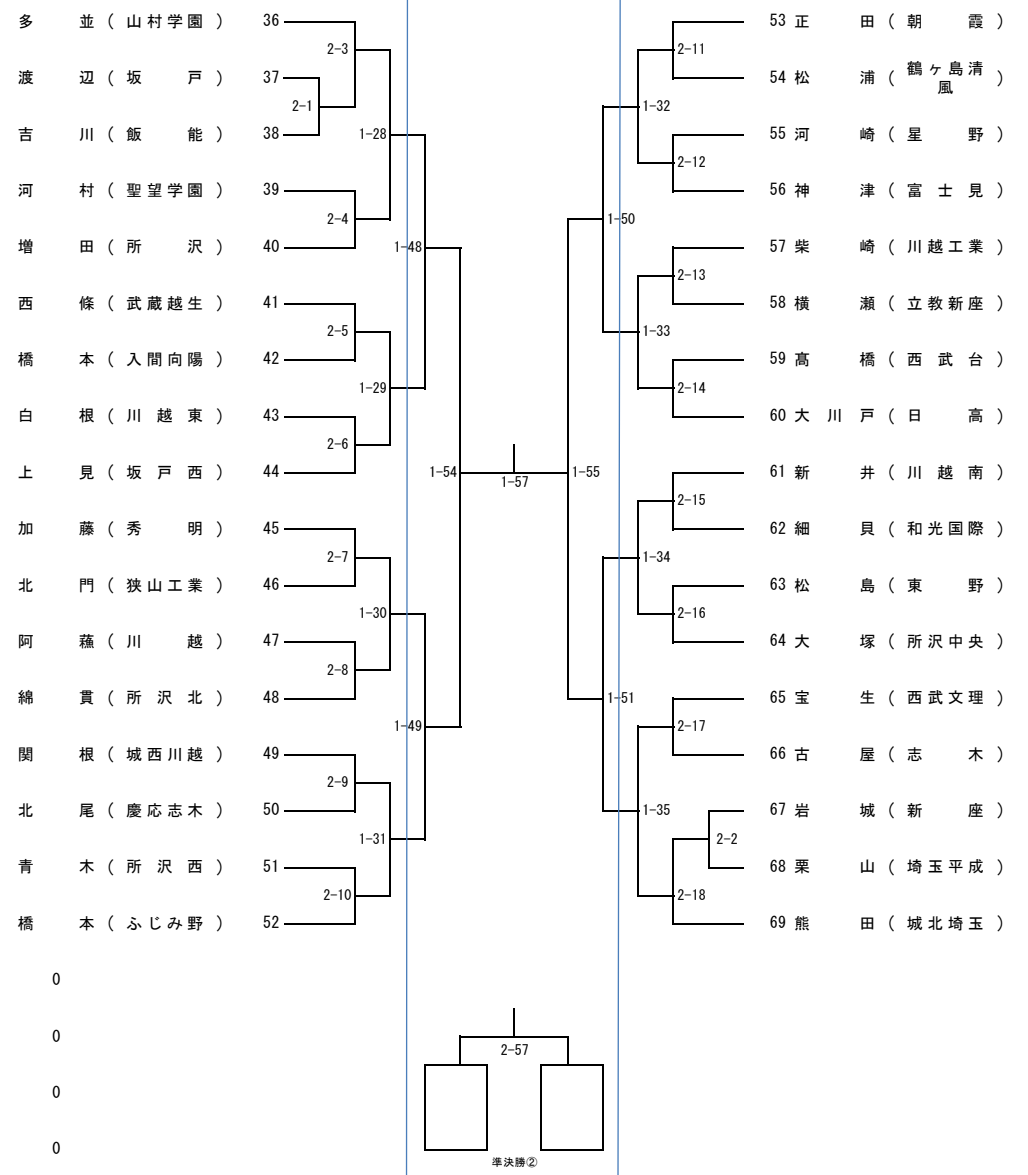 多並(山村学園) 36
渡辺(坂戸) 37
吉川(飯能) 38
河村(聖望学園) 39
増田(所沢) 40
西條(武蔵越生) 41
橋本(入間向陽) 42
白根(川越東) 43
上見(坂戸西) 44
加藤(秀明) 45
北門(狭山工業) 46
阿蘓(川越) 47
綿貫(所沢北) 48
関根(城西川越) 49
北尾(慶応志木) 50
青木(所沢西) 51
橋本(ふじみ野) 52
0
0
0
0
2-3
2-1
1-28
2-4
1-48
2-5
1-29
2-6
1-54
2-7
1-30
2-8
1-49
2-9
1-31
2-10
1-57
1-55
2-11
1-32
2-12
1-50
2-13
1-33
2-14
2-15
1-34
2-16
1-51
2-17
1-35
2-2
2-18
53 正田(朝霞)
54 松浦(鶴ヶ島清
風)
55 河崎(星野)
56 神津(富士見)
57 柴崎(川越工業)
58 横瀬(立教新座)
59 髙橋(西武台)
60 大川戸(日高)
61 新井(川越南)
62 細貝(和光国際)
63 松島(東野)
64 大塚(所沢中央)
65 宝生(西武文理)
66 古屋(志木)
67 岩城(新座)
68 栗山(埼玉平成)
69 熊田(城北埼玉)
2-57
準決勝②